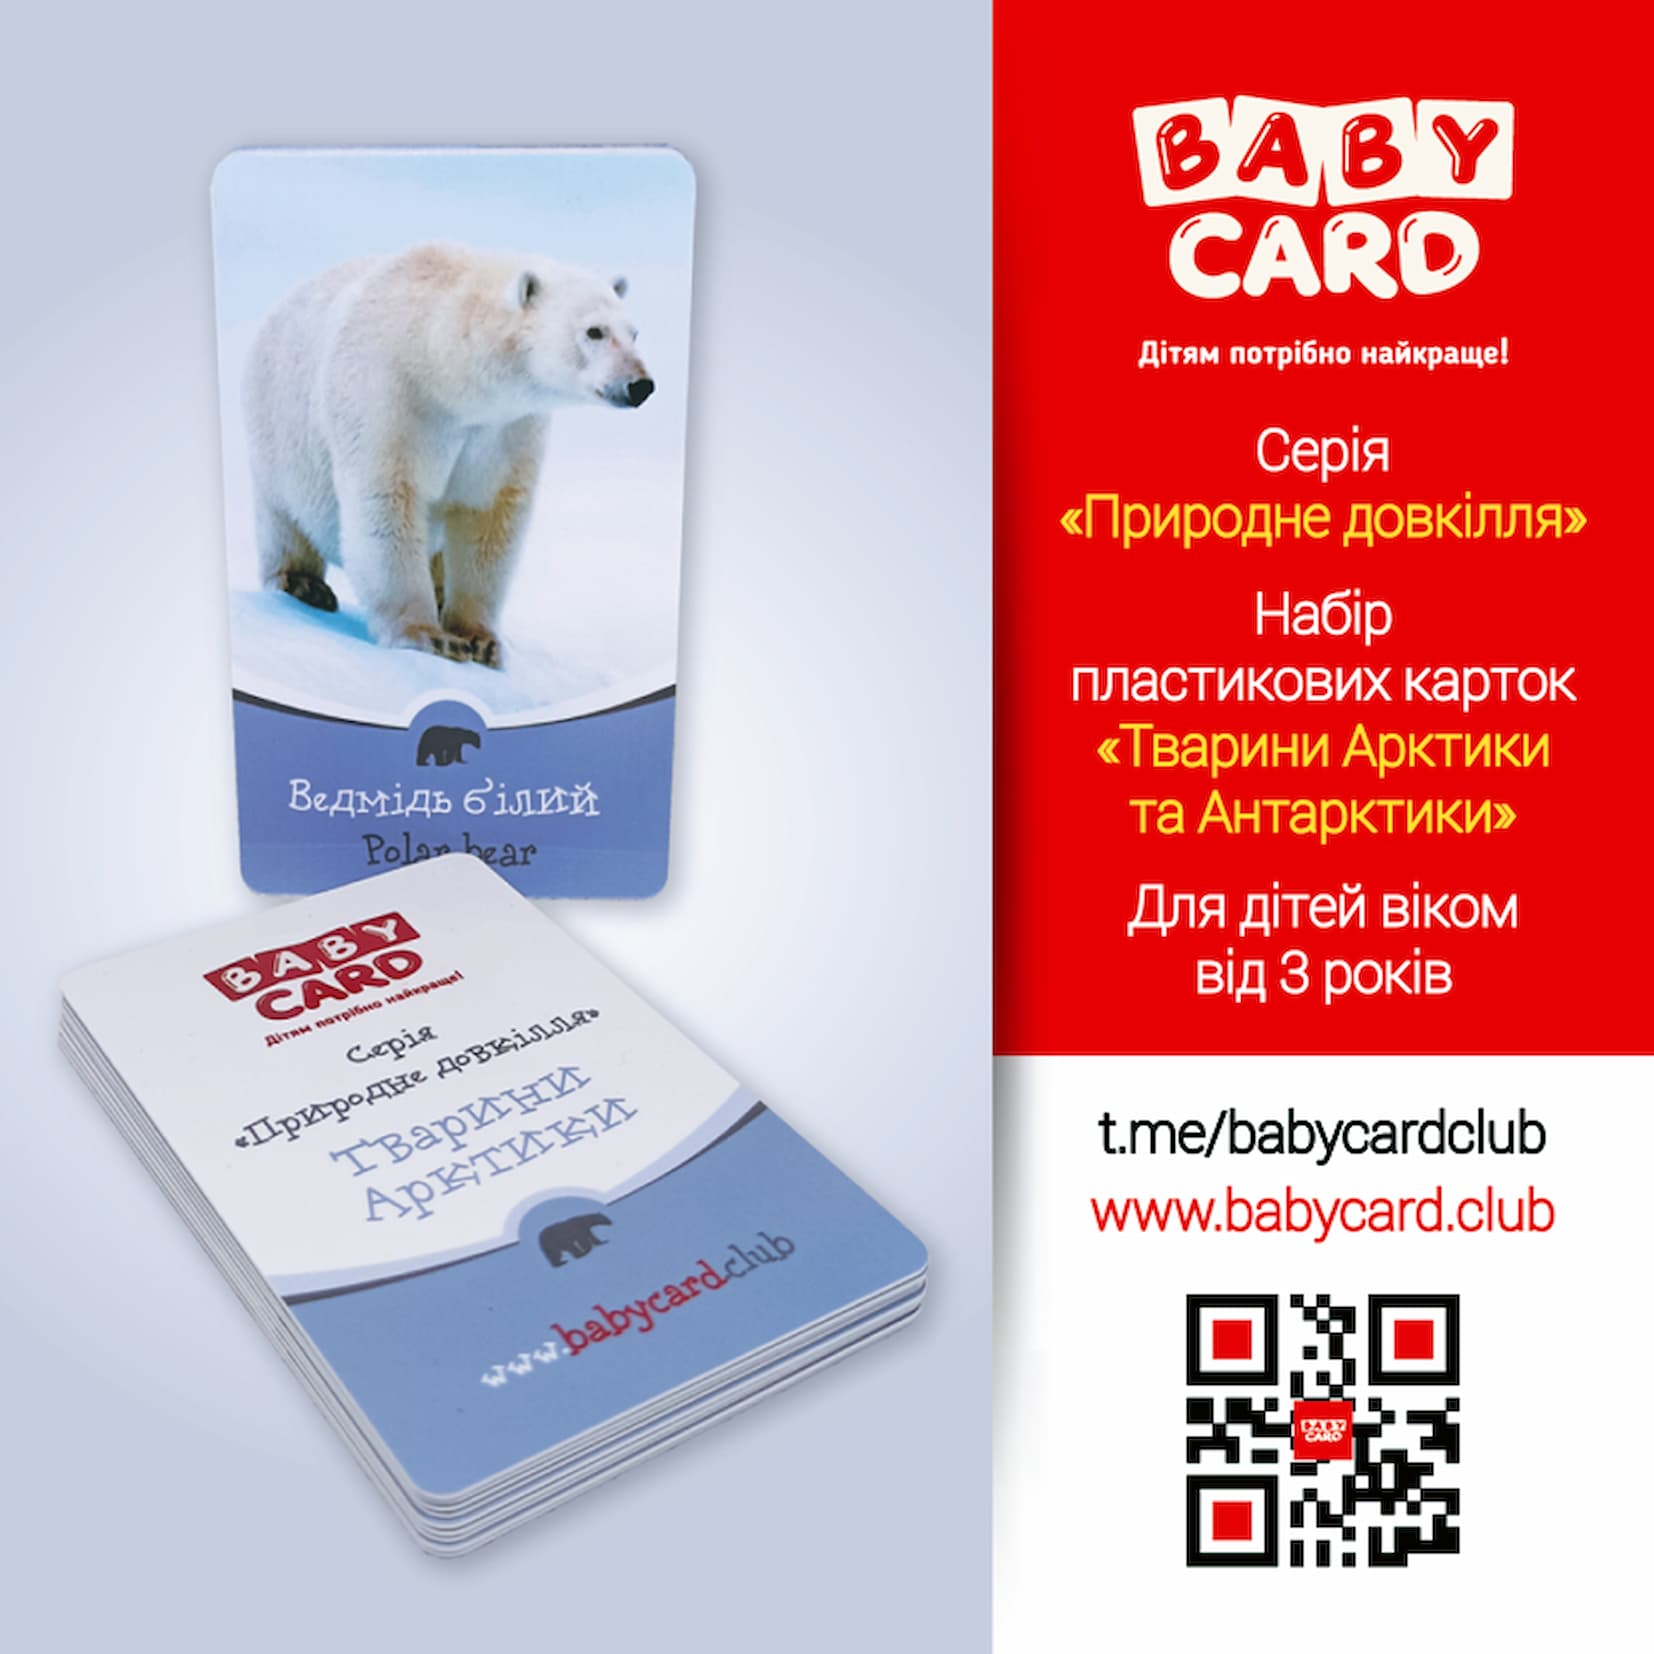 Ведмідь білий
Polar bear
BABY
CARD
Дітям потрібно найкраще!
Серія
«Природне довкілля»
Тварини
Арктики
www.babycard.club
BABY
CARD
Дітям потрібно найкраще!
Серія
«Природне довкілля»
Набір
пластикових карток
«Тварини Арктики
та Антарктики»
Для дітей віком
від 3 років
t.me/babycardclub
www.babycard.club
BABY
CARD